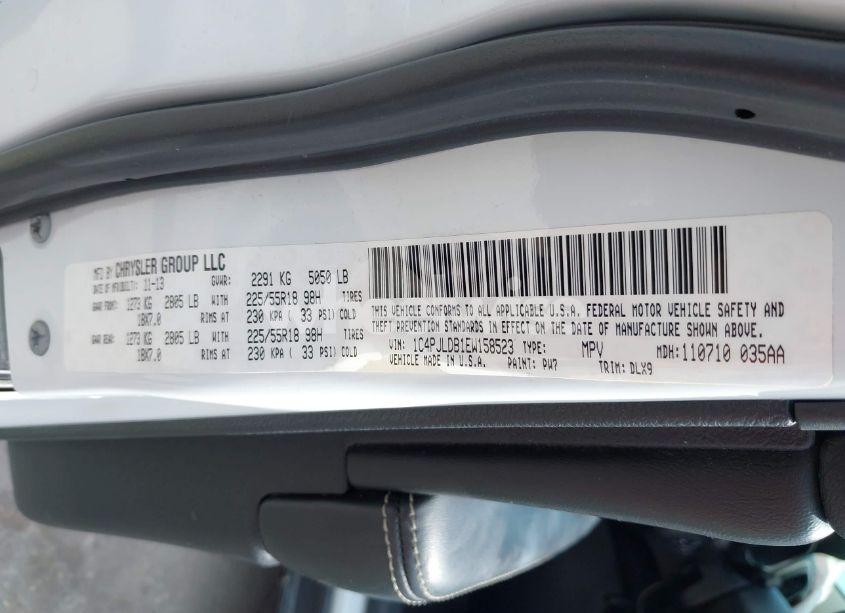 MFD BY CHRYSLER GROUP LLC
DATE OF MFR(BUILT): 11-13 GVWR: 2291 KG 5050 LB
GAWR FRONT: 1273 KG 2805 LB WITH 225/55R18 98H TIRES
18X7.0 RIMS AT 230 KPA ( 33 PSI) COLD
GAWR REAR: 1273 KG 2805 LB WITH 225/55R18 98H TIRES
18X7.0 RIMS AT 230 KPA ( 33 PSI) COLD
THIS VEHICLE CONFORMS TO ALL APPLICABLE U.S.A. FEDERAL MOTOR VEHICLE SAFETY AND
THEFT PREVENTION STANDARDS IN EFFECT ON THE DATE OF MANUFACTURE SHOWN ABOVE.
VIN: 1C4PJLDB1EW158523 TYPE: MPV MDH:110710 035AA
VEHICLE MADE IN U.S.A. PAINT: PW7 TRIM: DLX9